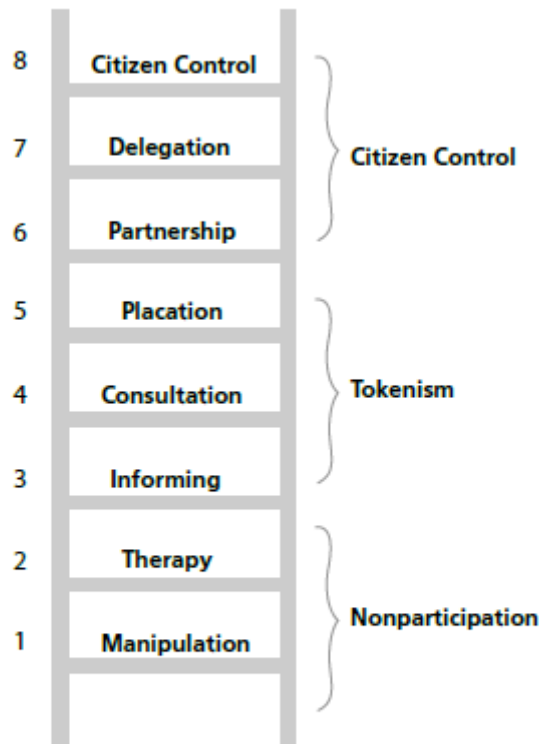 8 Citizen Control
7 Delegation
Citizen Control
6 Partnership
5 Placation
4 Consultation
Tokenism
3 Informing
2 Therapy
Nonparticipation
1 Manipulation